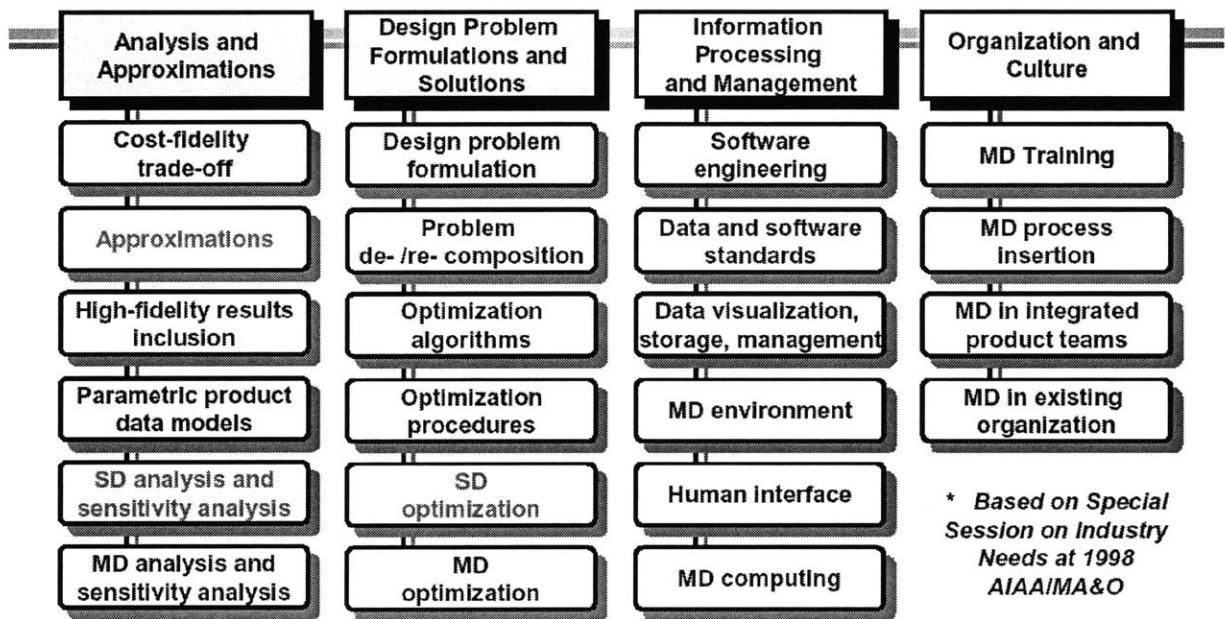 Analysis and
Approximations
Cost-fidelity
trade-off
Approximations
High-fidelity results
inclusion
Parametric product
data models
SD analysis and
sensitivity analysis
MD analysis and
sensitivity analysis
Design Problem
Formulations and
Solutions
Design problem
formulation
Problem
de- /re- composition
Optimization
algorithms
Optimization
procedures
SD
optimization
MD
optimization
Information
Processing
and Management
Software
engineering
Data and software
standards
Data visualization,
storage, management
MD environment
Human Interface
MD computing
Organization and
Culture
MD Training
MD process
insertion
MD in integrated
product teams
MD in existing
organization
* Based on Special
Session on Industry
Needs at 1998
AIAA/MA&O